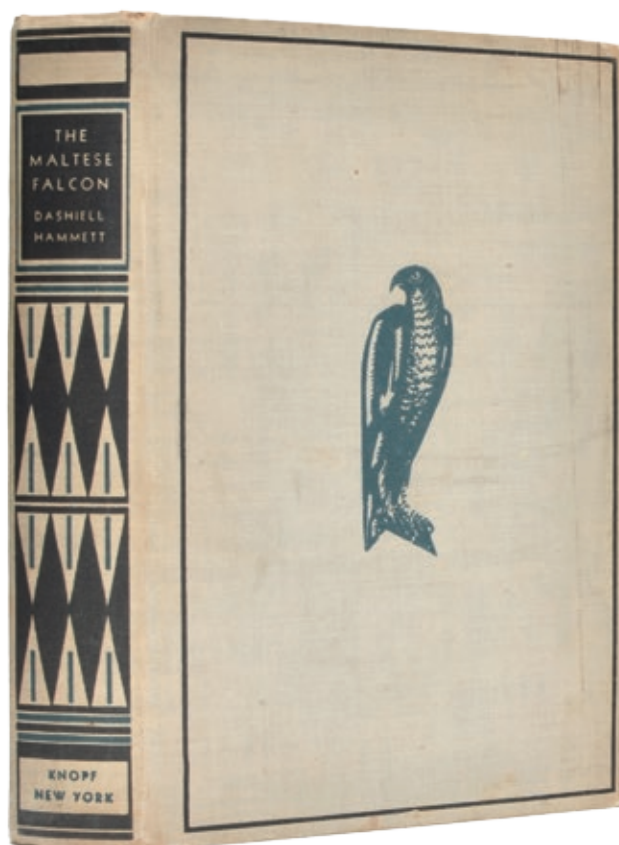 THE
MALTESE
FALCON
DASHIELL
HAMMETT
KNOPF
NEW YORK